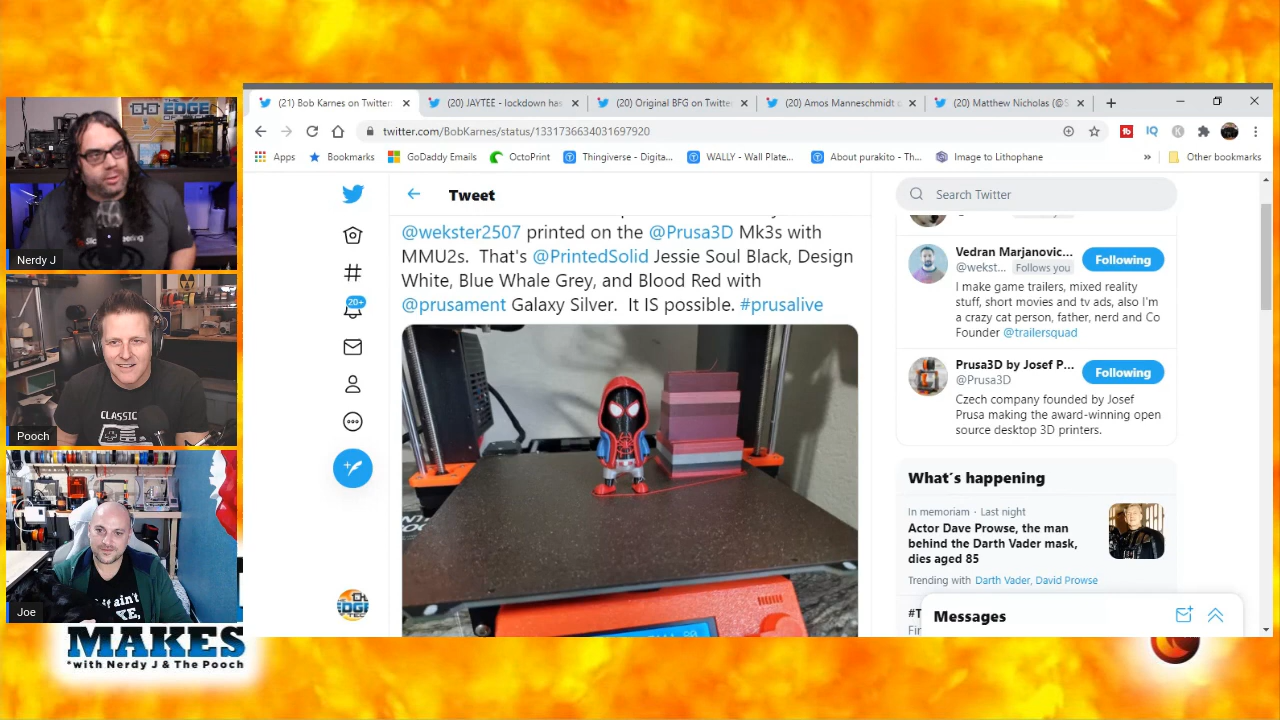 (21) Bob Karnes on Twitter:
(20) JAYTEE - lockdown has
(20) Original BFG on Twitter
(20) Amos Manneschmidt
(20) Matthew Nicholas (@S
twitter.com/BobKarnes/status/1331736634031697920
Apps
Bookmarks
GoDaddy Emails
OctoPrint
Thingiverse - Digita...
WALLY - Wall Plate...
About purakito - Th...
Image to Lithophane
»
Other bookmarks
IQ
K
EDGE
Nerdy J
Pooch
CLASSIC
Joe
ain't
MAKES
*with Nerdy J & The Pooch
20+
Tweet
@wekster2507 printed on the @Prusa3D Mk3s with
MMU2s. That's @PrintedSolid Jessie Soul Black, Design
White, Blue Whale Grey, and Blood Red with
@prusament Galaxy Silver. It IS possible. #prusalive
Search Twitter
Vedran Marjanovic...
@wekst... Follows you
Following
I make game trailers, mixed reality
stuff, short movies and tv ads, also I'm
a crazy cat person, father, nerd and Co
Founder @trailersquad
Prusa3D by Josef P...
@Prusa3D
Following
Czech company founded by Josef
Prusa making the award-winning open
source desktop 3D printers.
What's happening
In memoriam · Last night
Actor Dave Prowse, the man
behind the Darth Vader mask,
dies aged 85
Trending with Darth Vader, David Prowse
Messages